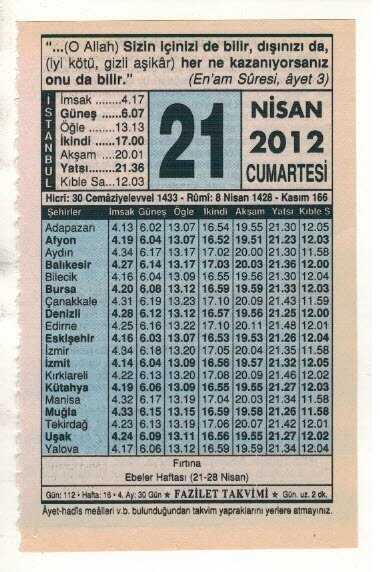 “...(O Allah) Sizin içinizi de bilir, dışınızı da,
(iyi kötü, gizli aşikâr) her ne kazanıyorsanız
onu da bilir.” (En'am Sûresi, âyet 3)
İSTANBUL
İmsak ......4.17
Güneş ......6.07
Öğle ........13.13
İkindi ......17.00
Akşam ....20.01
Yatsı.......21.36
Kıble Sa...12.03
21
NİSAN
2012
CUMARTESİ
Hicrî: 30 Cemâziyelevvel 1433 - Rûmî: 8 Nisan 1428 - Kasım 166
Şehirler İmsak Güneş Öğle İkindi Akşam Yatsı Kıble S
Adapazarı 4.13 6.02 13.07 16.54 19.55 21.30 12.05
Afyon 4.19 6.04 13.07 16.52 19.51 21.23 12.03
Aydın 4.34 6.17 13.17 17.02 20.00 21.30 11.58
Balıkesir 4.27 6.14 13.17 17.03 20.03 21.36 12.00
Bilecik 4.16 6.04 13.09 16.55 19.56 21.30 12.04
Bursa 4.20 6.08 13.12 16.59 19.59 21.33 12.03
Çanakkale 4.31 6.19 13.23 17.10 20.09 21.43 11.59
Denizli 4.28 6.12 12.12 16.57 19.56 21.25 12.00
Edirne 4.25 6.16 13.22 17.10 20.11 21.48 12.01
Eskişehir 4.16 6.03 13.07 16.53 19.53 21.26 12.04
İzmir 4.34 6.18 13.20 17.05 20.04 21.35 11.58
İzmit 4.14 6.04 13.09 16.56 19.57 21.32 12.05
Kırklareli 4.22 6.13 13.20 17.08 20.09 21.46 12.02
Kütahya 4.19 6.06 13.09 16.55 19.55 21.27 12.03
Manisa 4.32 6.17 13.19 17.04 20.03 21.34 11.58
Muğla 4.33 6.15 13.15 16.59 19.58 21.26 11.58
Tekirdağ 4.23 6.13 13.19 17.06 20.07 21.42 12.01
Uşak 4.24 6.09 13.11 16.56 19.55 21.27 12.02
Yalova 4.17 6.06 13.12 16.59 19.59 21.34 12.04
Fırtına
Ebeler Haftası (21-28 Nisan)
Gün: 112 • Hafta: 16 • 4. Ay: 30 Gün ★ FAZİLET TAKVİMİ ★ Gün. uz. 2 dk.
Âyet-hadîs meâlleri v.b. bulunduğundan takvim yapraklarını yerlere atmayınız.